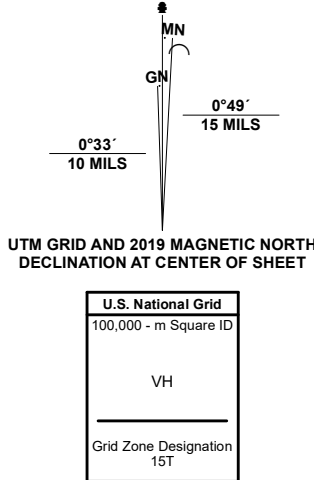 MN
GN
0°49´
15 MILS
0°33´
10 MILS
UTM GRID AND 2019 MAGNETIC NORTH
DECLINATION AT CENTER OF SHEET
U.S. National Grid
100,000 - m Square ID
VH
Grid Zone Designation
15T